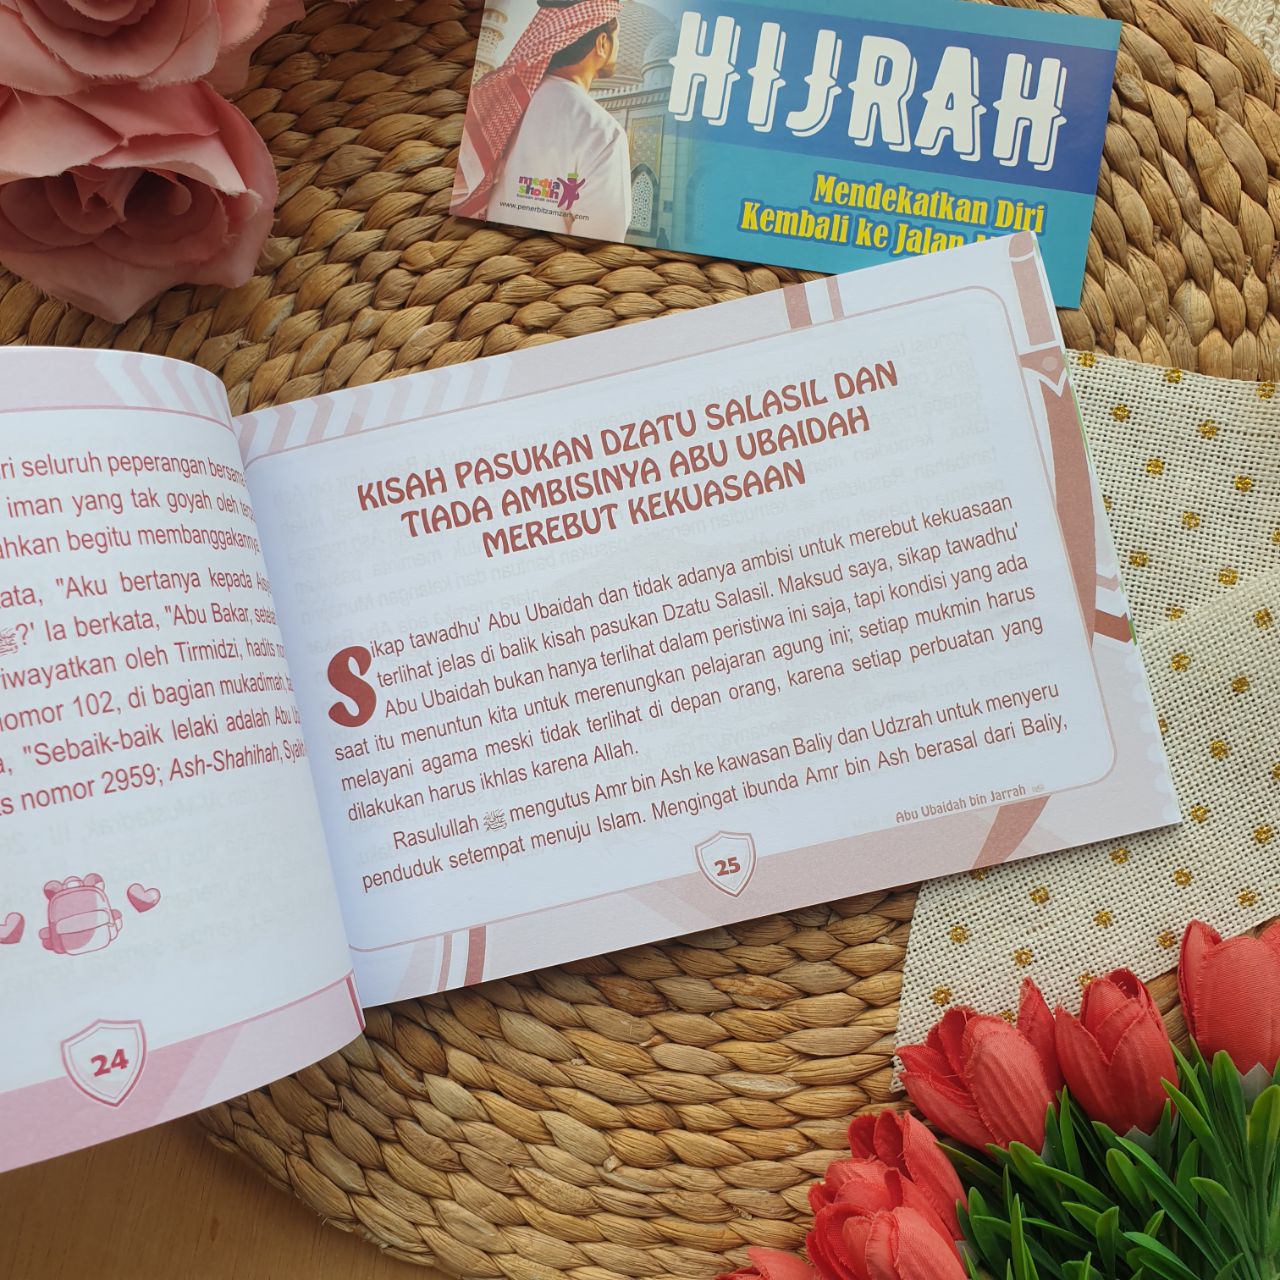 HIJRAH
Mendekatkan Diri
Kembali ke Jalan
media
sholih
www.penerbitzamzam.com
ri seluruh peperangan bersama
iman yang tak goyah oleh
ahkan begitu membanggakannya
ata, "Aku bertanya kepada
ﷺ?' Ia berkata, "Abu Bakar,
riwayatkan oleh Tirmidzi, hadits
omor 102, di bagian mukadimah,
a, "Sebaik-baik lelaki adalah Abu
s nomor 2959; Ash-Shahihah,
24
KISAH PASUKAN DZATU SALASIL DAN
TIADA AMBISINYA ABU UBAIDAH
MEREBUT KEKUASAAN
Sikap tawadhu' Abu Ubaidah dan tidak adanya ambisi untuk merebut kekuasaan
terlihat jelas di balik kisah pasukan Dzatu Salasil. Maksud saya, sikap tawadhu'
Abu Ubaidah bukan hanya terlihat dalam peristiwa ini saja, tapi kondisi yang ada
saat itu menuntun kita untuk merenungkan pelajaran agung ini; setiap mukmin harus
melayani agama meski tidak terlihat di depan orang, karena setiap perbuatan yang
dilakukan harus ikhlas karena Allah.
Rasulullah ﷺ mengutus Amr bin Ash ke kawasan Baliy dan Udzrah untuk menyeru
penduduk setempat menuju Islam. Mengingat ibunda Amr bin Ash berasal dari Baliy,
Abu Ubaidah bin Jarrah
25